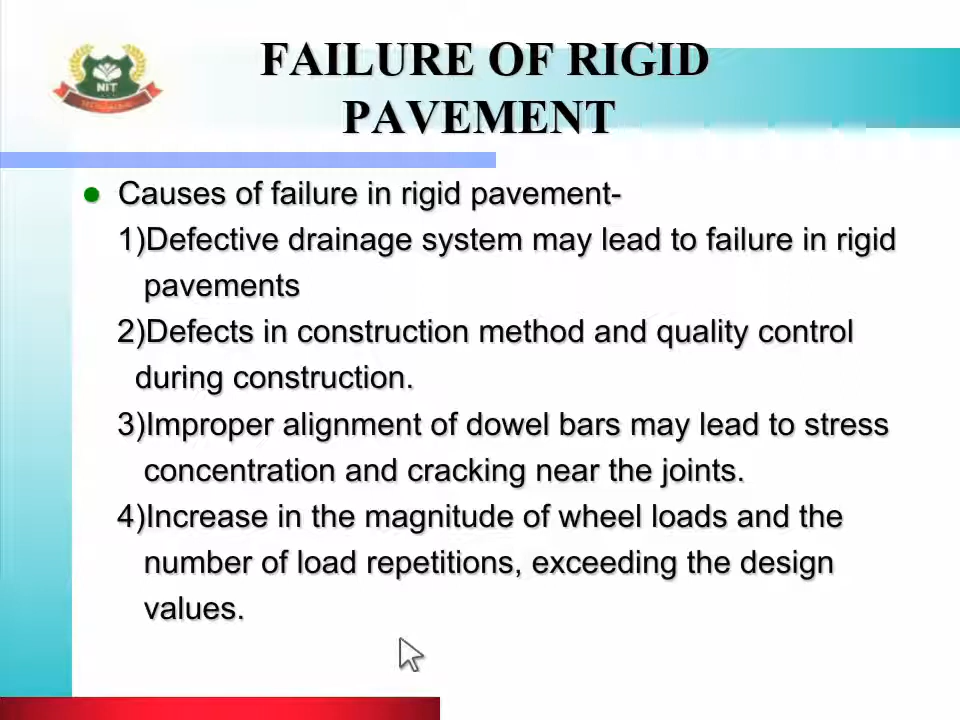 NIT
FAILURE OF RIGID
PAVEMENT
Causes of failure in rigid pavement-
1)Defective drainage system may lead to failure in rigid
pavements
2)Defects in construction method and quality control
during construction.
3)Improper alignment of dowel bars may lead to stress
concentration and cracking near the joints.
4)Increase in the magnitude of wheel loads and the
number of load repetitions, exceeding the design
values.